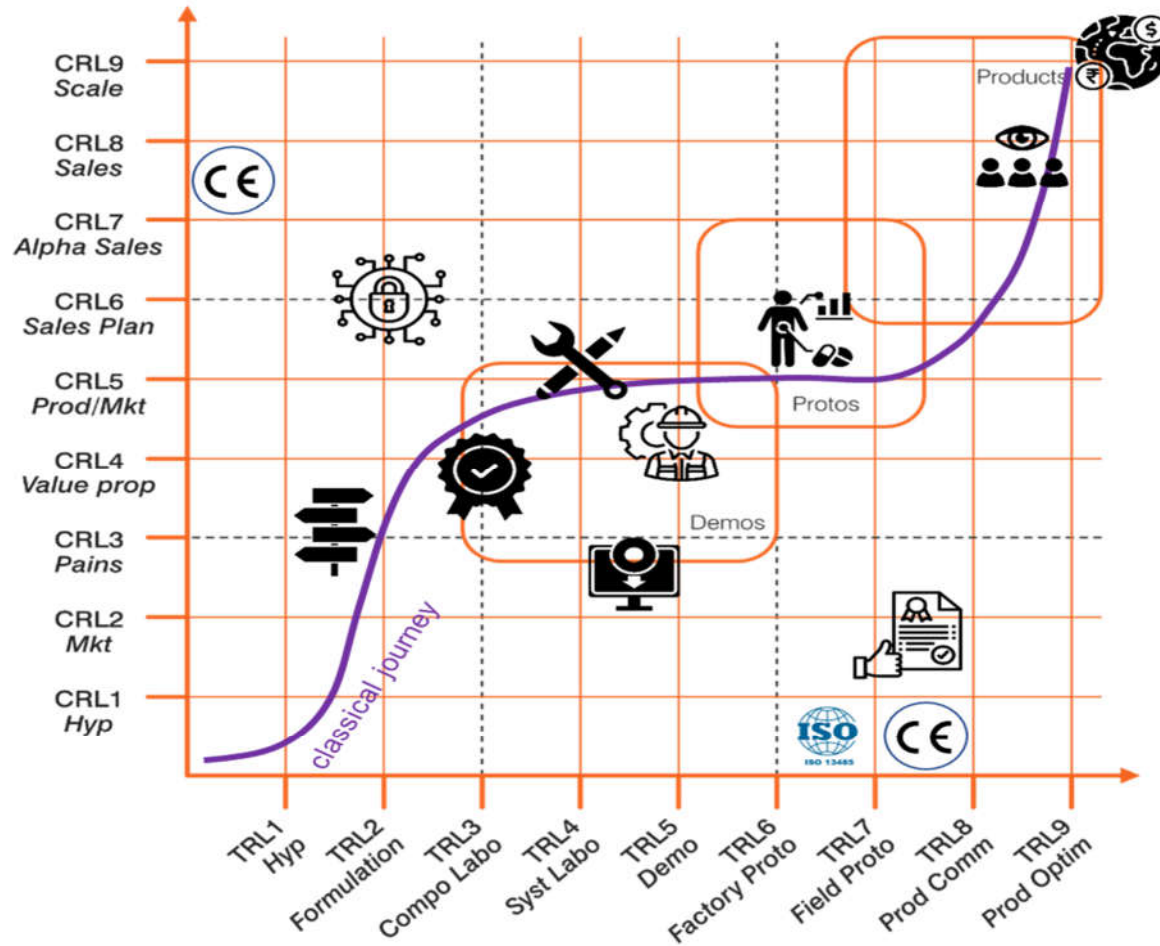 CRL9
Scale
CRL8
Sales
CRL7
Alpha Sales
CRL6
Sales Plan
CRL5
Prod/Mkt
CRL4
Value prop
CRL3
Pains
CRL2
Mkt
CRL1
Hyp
CE
Products
$
₹
Protos
Demos
classical journey
ISO
ISO 13485
CE
TRL1
Hyp
TRL2
Formulation
TRL3
Compo Labo
TRL4
Syst Labo
TRL5
Demo
TRL6
Factory Proto
TRL7
Field Proto
TRL8
Prod Comm
TRL9
Prod Optim